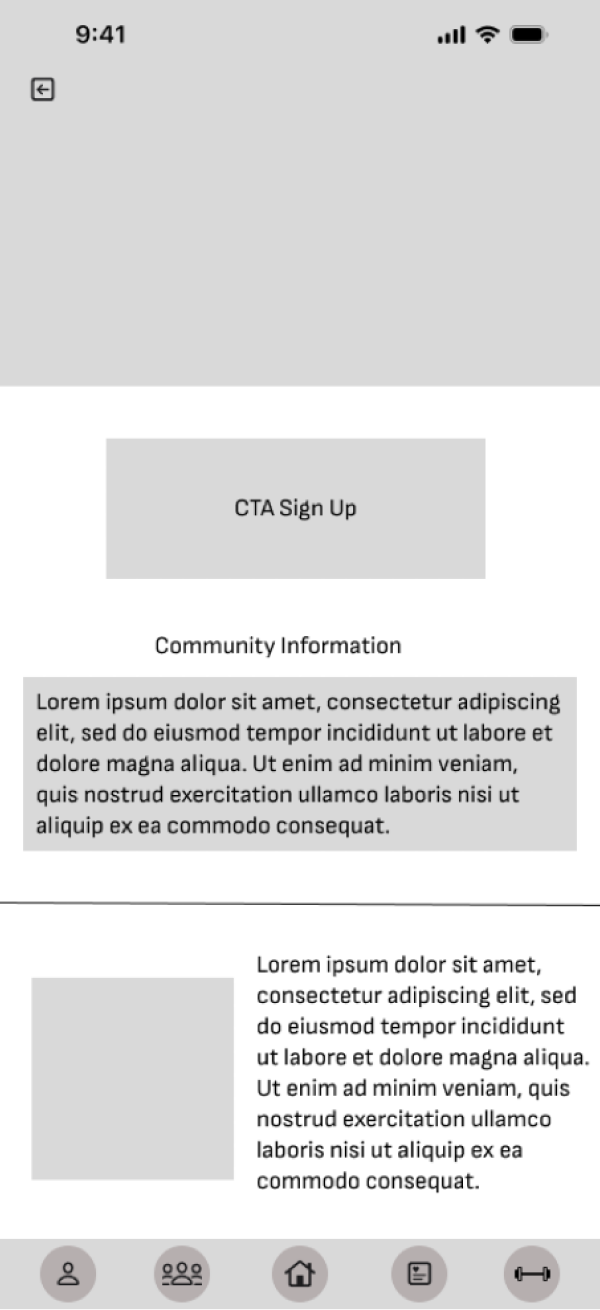 9:41
CTA Sign Up
Community Information
Lorem ipsum dolor sit amet, consectetur adipiscing
elit, sed do eiusmod tempor incididunt ut labore et
dolore magna aliqua. Ut enim ad minim veniam,
quis nostrud exercitation ullamco laboris nisi ut
aliquip ex ea commodo consequat.
Lorem ipsum dolor sit amet,
consectetur adipiscing elit, sed
do eiusmod tempor incididunt
ut labore et dolore magna aliqua.
Ut enim ad minim veniam, quis
nostrud exercitation ullamco
laboris nisi ut aliquip ex ea
commodo consequat.